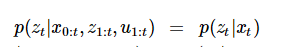 p(z_t|x_{0:t}, z_{1:t}, u_{1:t}) = p(z_t|x_t)